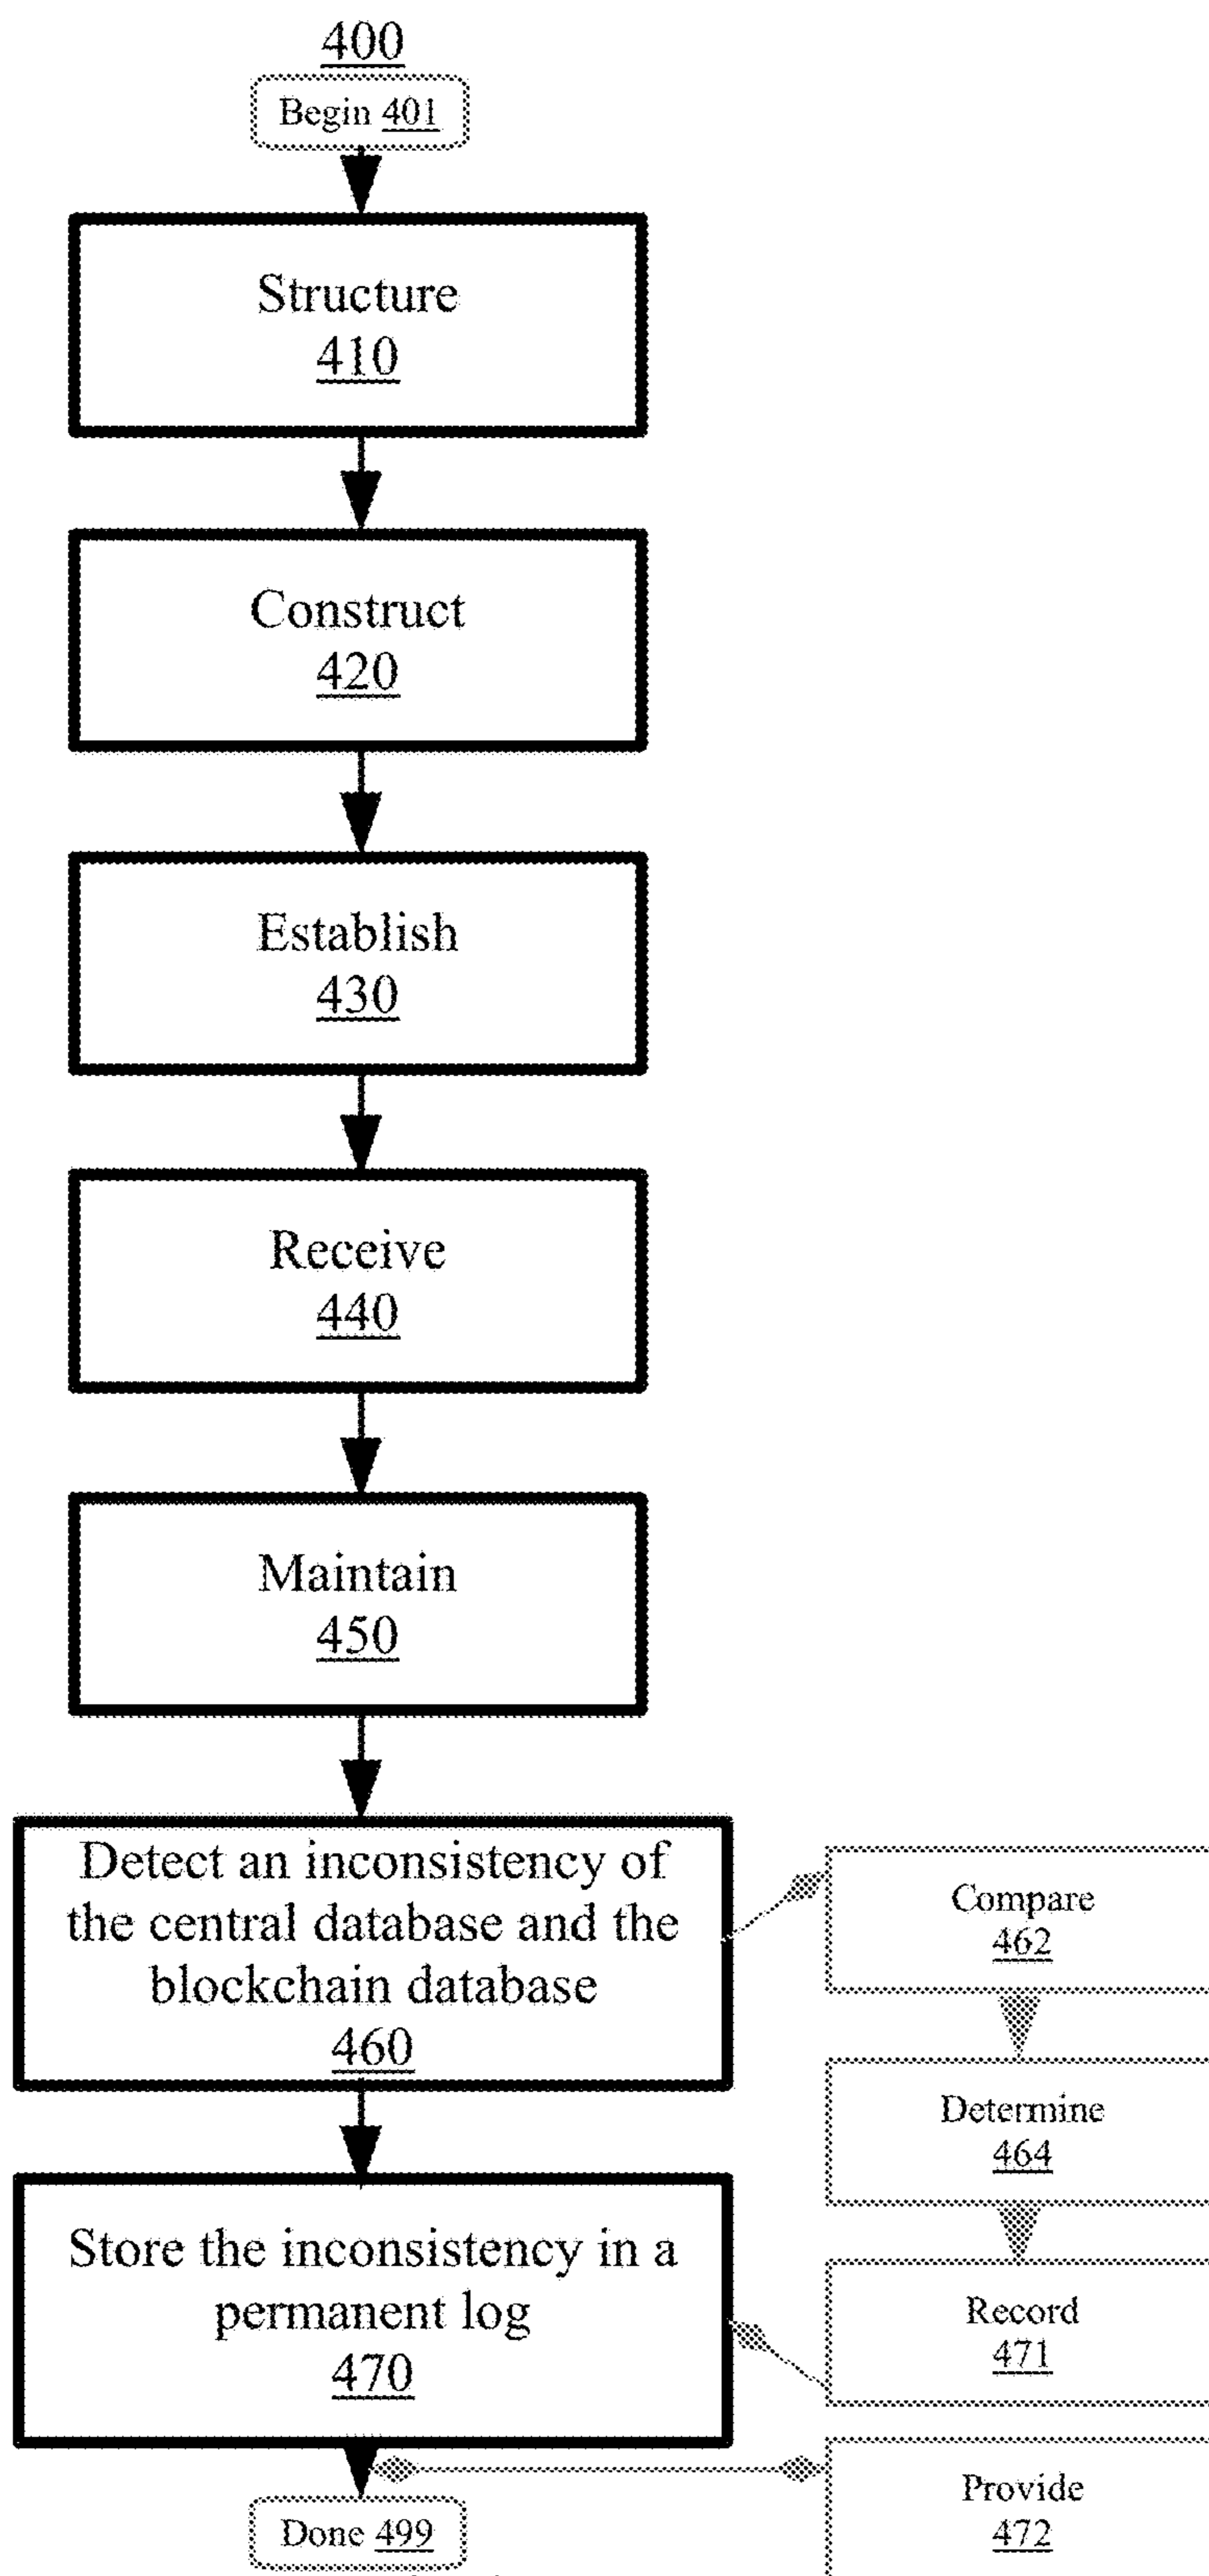 400
Begin 401
Structure
410
Construct
420
Establish
430
Receive
440
Maintain
450
Detect an inconsistency of
the central database and the
blockchain database
460
Compare
462
Determine
464
Store the inconsistency in a
permanent log
470
Record
471
Provide
472
Done 499